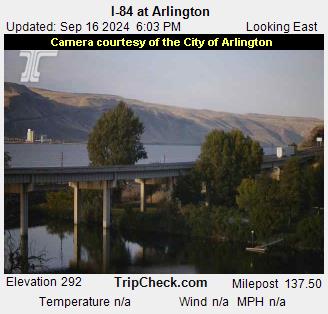 I-84 at Arlington
Updated: Sep 16 2024 6:03 PM Looking East
Camera courtesy of the City of Arlington
Elevation 292 TripCheck.com Milepost 137.50
Temperature n/a Wind n/a MPH n/a